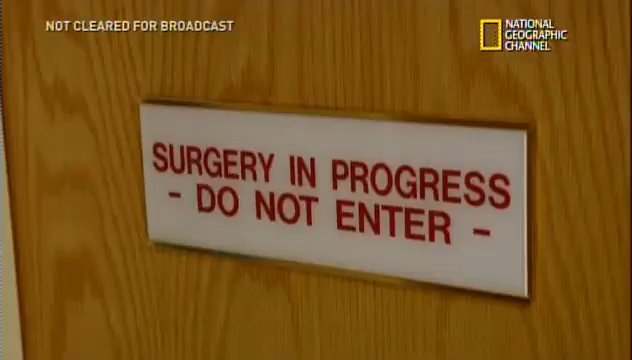 NOT CLEARED FOR BROADCAST
NATIONAL
GEOGRAPHIC
CHANNEL
SURGERY IN PROGRESS
- DO NOT ENTER -